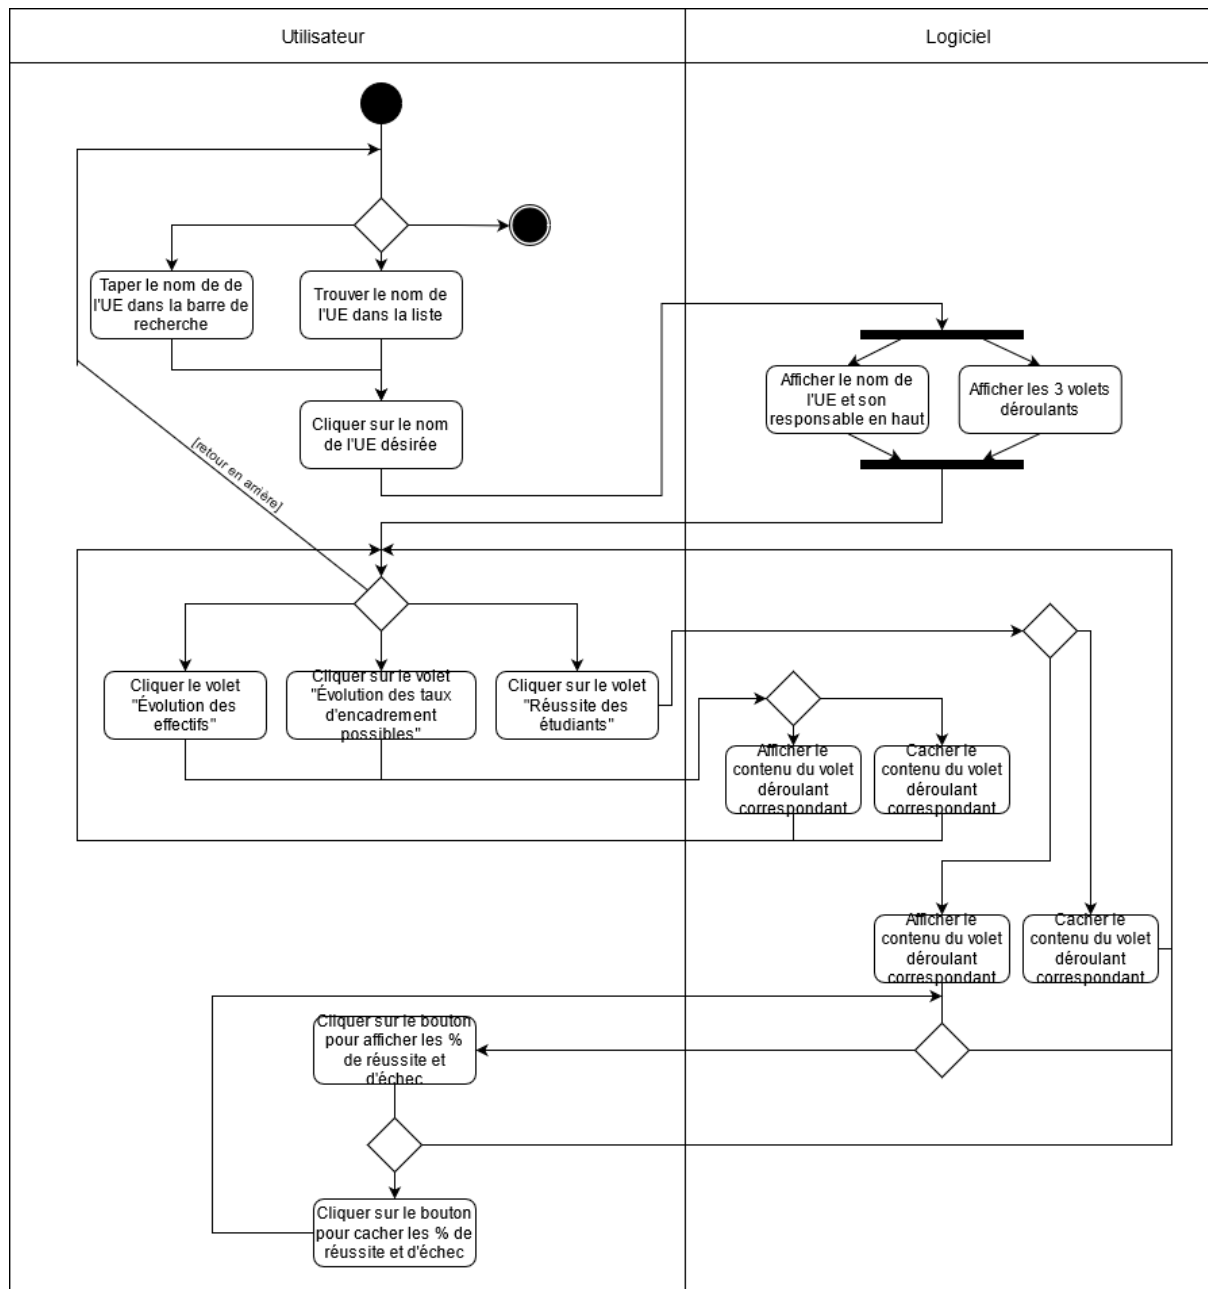 Utilisateur
Logiciel
Taper le nom de de
l'UE dans la barre de
recherche
Trouver le nom de
l'UE dans la liste
Cliquer sur le nom
de l'UE désirée
Afficher le nom de
l'UE et son
responsable en haut
Afficher les 3 volets
déroulants
[retour en arrière]
Cliquer le volet
"Évolution des
effectifs"
Cliquer sur le volet
"Évolution des taux
d'encadrement
possibles"
Cliquer sur le volet
"Réussite des
étudiants"
Afficher le
contenu du volet
déroulant
correspondant
Cacher le
contenu du volet
déroulant
correspondant
Afficher le
contenu du volet
déroulant
correspondant
Cacher le
contenu du volet
déroulant
correspondant
Cliquer sur le bouton
pour afficher les %
de réussite et
d'échec
Cliquer sur le bouton
pour cacher les % de
réussite et d'échec